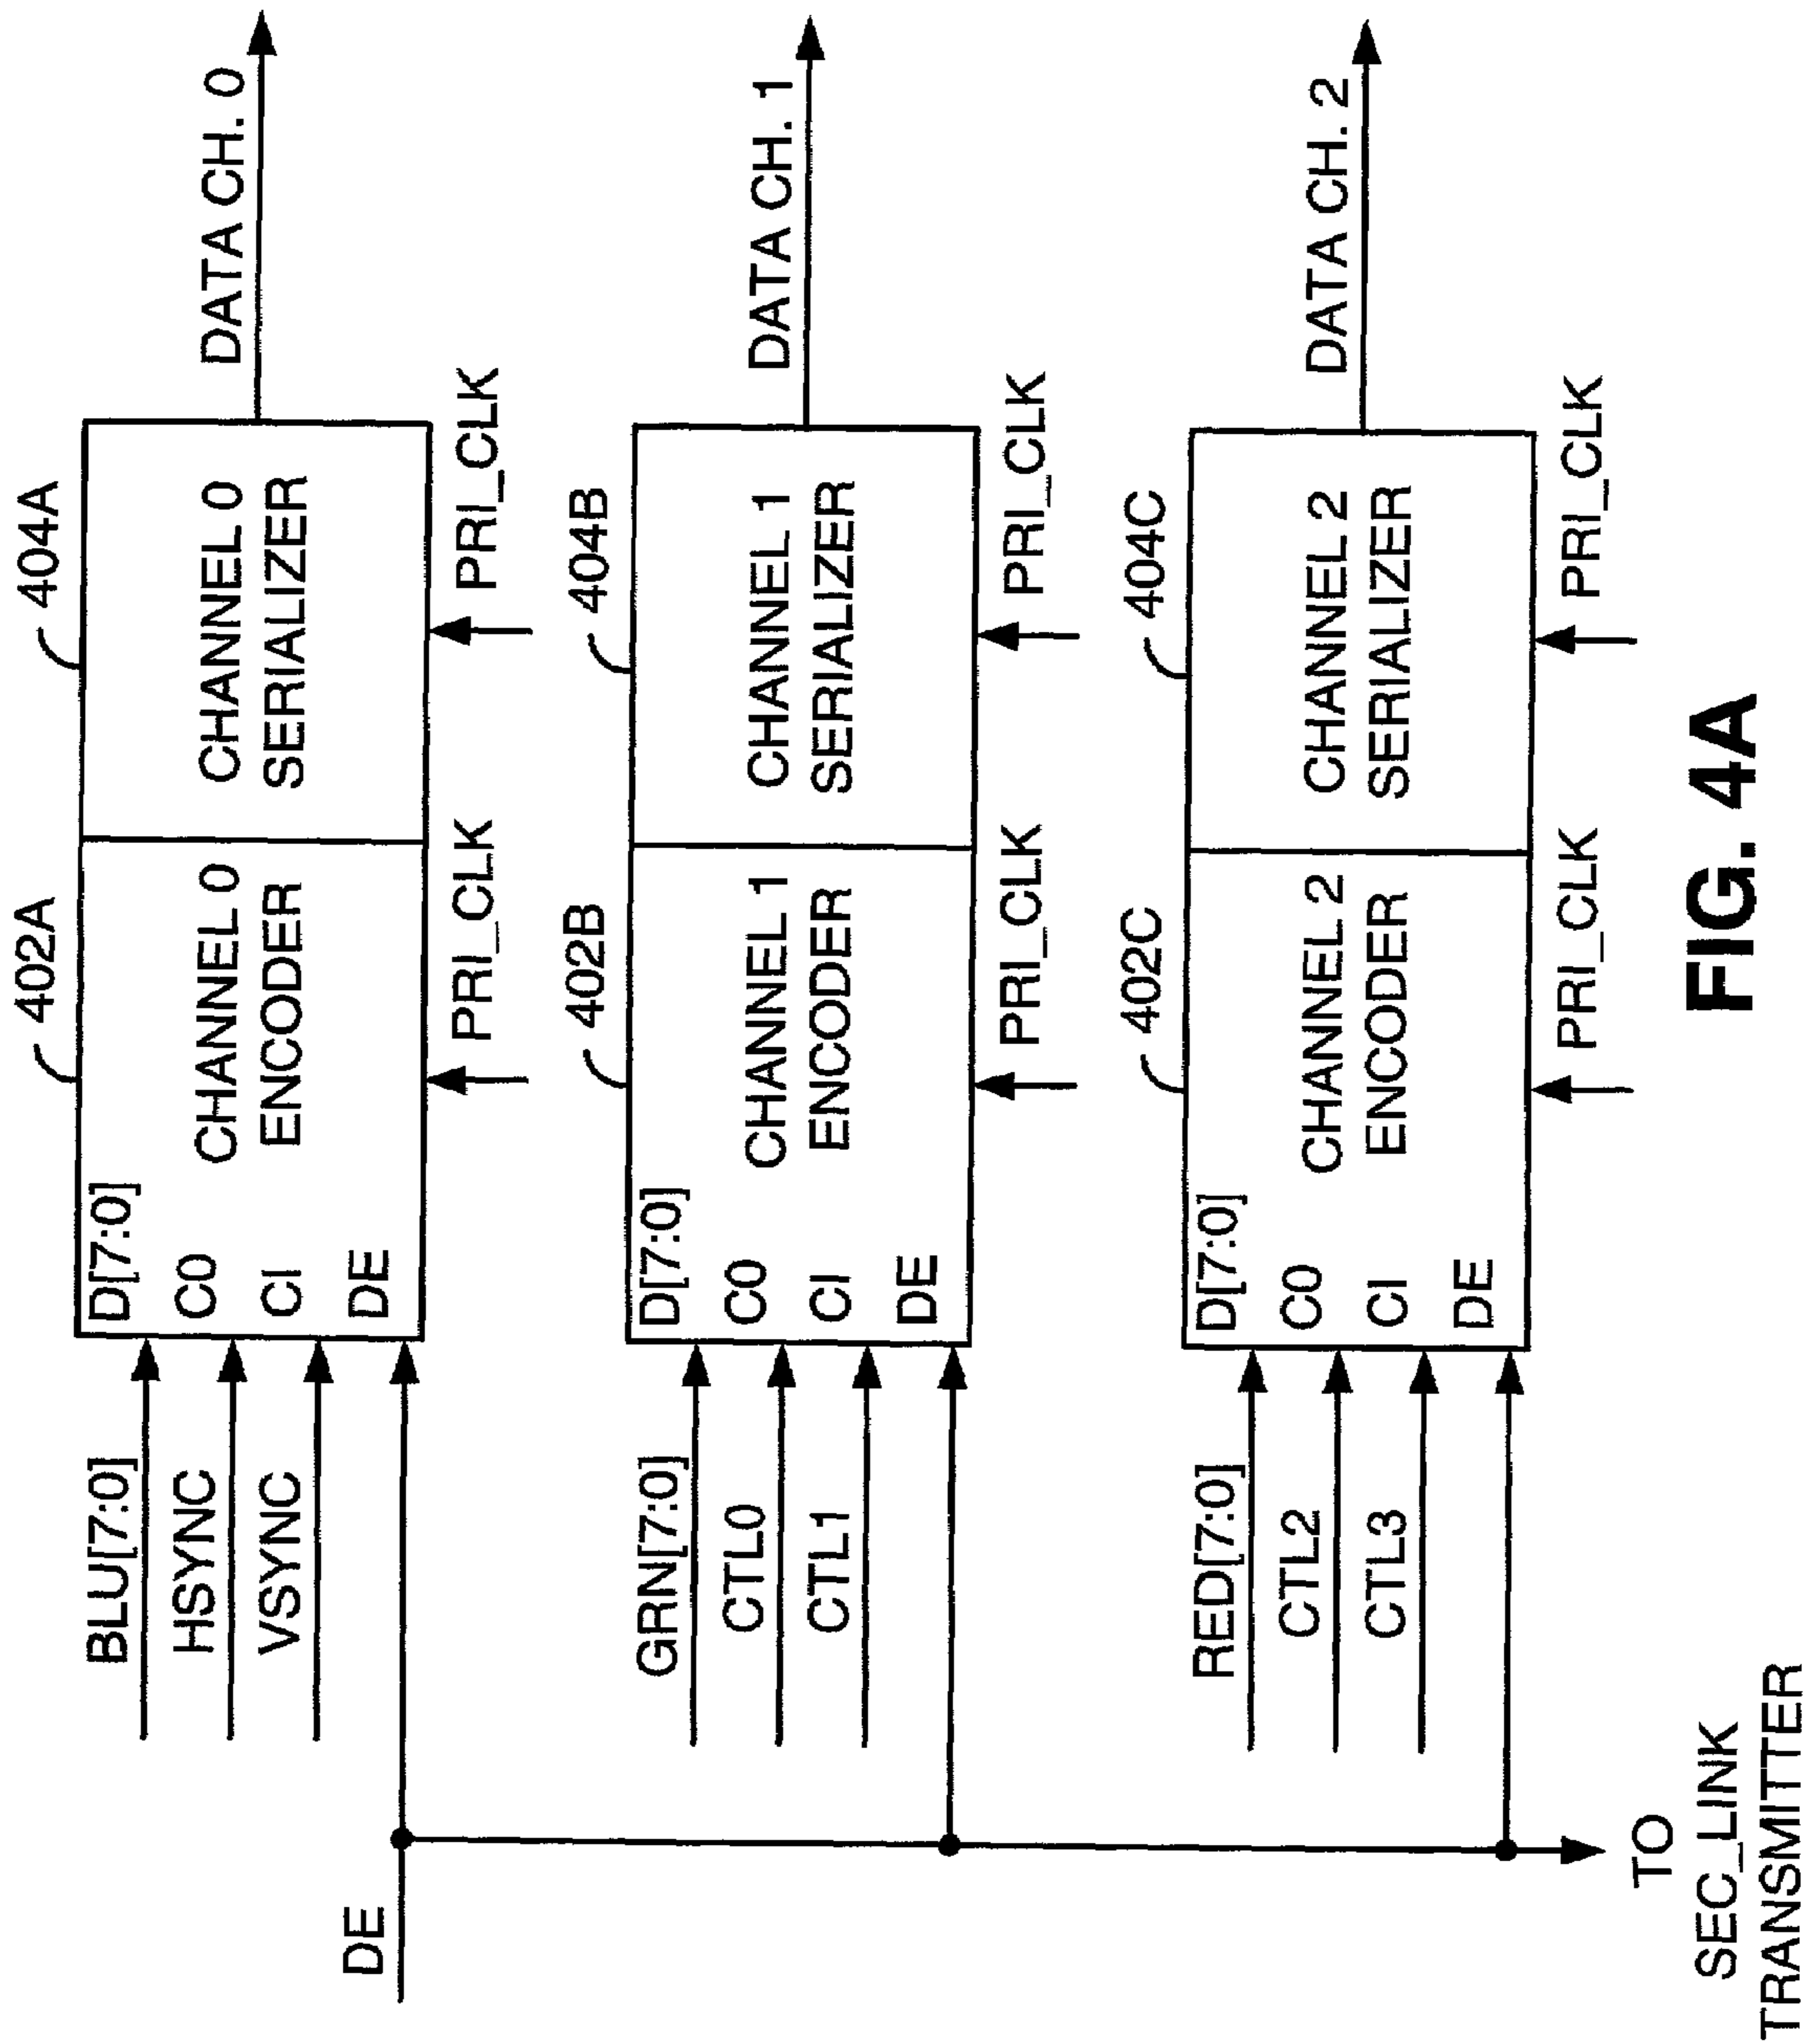 DE
BLU[7:0]
HSYNC
VSYNC
D[7:0]
C0
CI
DE
402A
CHANNEL 0
ENCODER
PRI_CLK
404A
CHANNEL 0
SERIALIZER
PRI_CLK
DATA CH. 0
GRN[7:0]
CTL0
CTL1
D[7:0]
C0
CI
DE
402B
CHANNEL 1
ENCODER
PRI_CLK
404B
CHANNEL 1
SERIALIZER
PRI_CLK
DATA CH. 1
RED[7:0]
CTL2
CTL3
D[7:0]
C0
CI
DE
402C
CHANNEL 2
ENCODER
PRI_CLK
404C
CHANNEL 2
SERIALIZER
PRI_CLK
DATA CH. 2
TO
SEC_LINK
TRANSMITTER
FIG. 4A